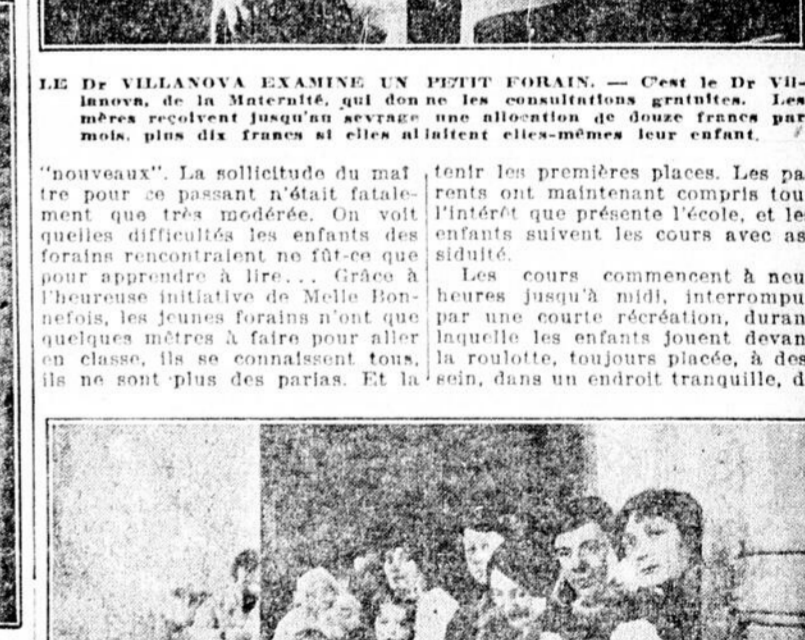 LE Dr VILLANOVA EXAMINE UN PETIT FORAIN. — C'est le Dr Vil-
lanova, de la Maternité, qui donne les consultations gratuites. Les
mères reçoivent jusqu'au sevrage une allocation de douze francs par
mois, plus dix francs si elles allaitent elles-mêmes leur enfant.
"nouveaux". La sollicitude du maî
tre pour ce passant n'était fatale-
ment que très modérée. On voit
quelles difficultés les enfants des
forains rencontraient ne fût-ce que
pour apprendre à lire... Grâce à
l'heureuse initiative de Melle Bon-
nefois, les jeunes forains n'ont que
quelques mètres à faire pour aller
en classe, ils se connaissent tous,
ils ne sont plus des parias. Et la
tenir les premières places. Les pa
rents ont maintenant compris tou
l'intérêt que présente l'école, et le
enfants suivent les cours avec as
siduité.
Les cours commencent à neu
heures jusqu'à midi, interrompu
par une courte récréation, duran
laquelle les enfants jouent devan
la roulotte, toujours placée, à des
sein, dans un endroit tranquille, d